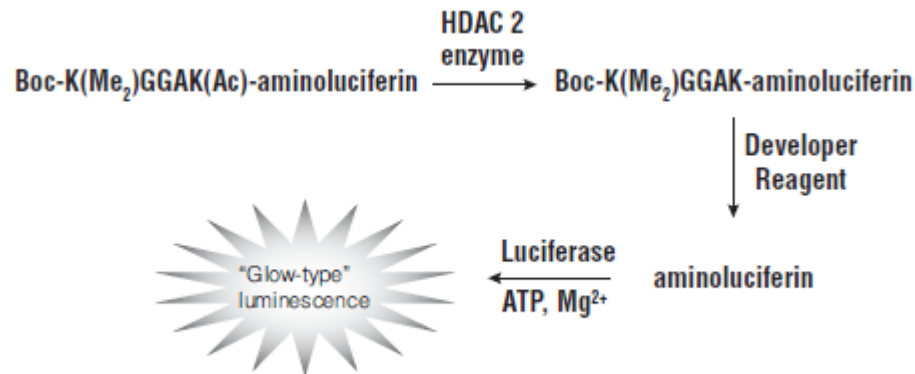 HDAC 2
enzyme
Boc-K(Me₂)GGAK(Ac)-aminoluciferin
Boc-K(Me₂)GGAK-aminoluciferin
Developer
Reagent
aminoluciferin
Luciferase
ATP, Mg²⁺
"Glow-type"
luminescence